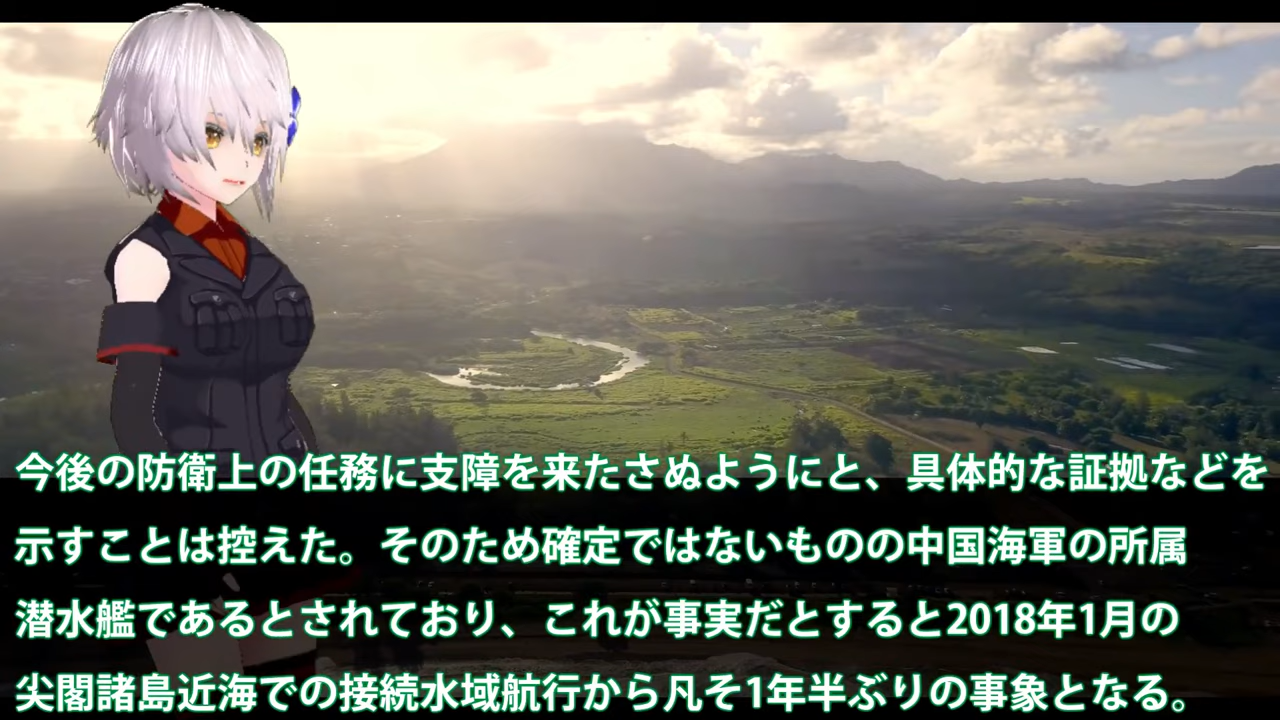 今後の防衛上の任務に支障を来たさぬようにと、具体的な証拠などを
示すことは控えた。そのため確定ではないものの中国海軍の所属
潜水艦であるとされており、これが事実だとすると2018年1月の
尖閣諸島近海での接続水域航行から凡そ1年半ぶりの事象となる。